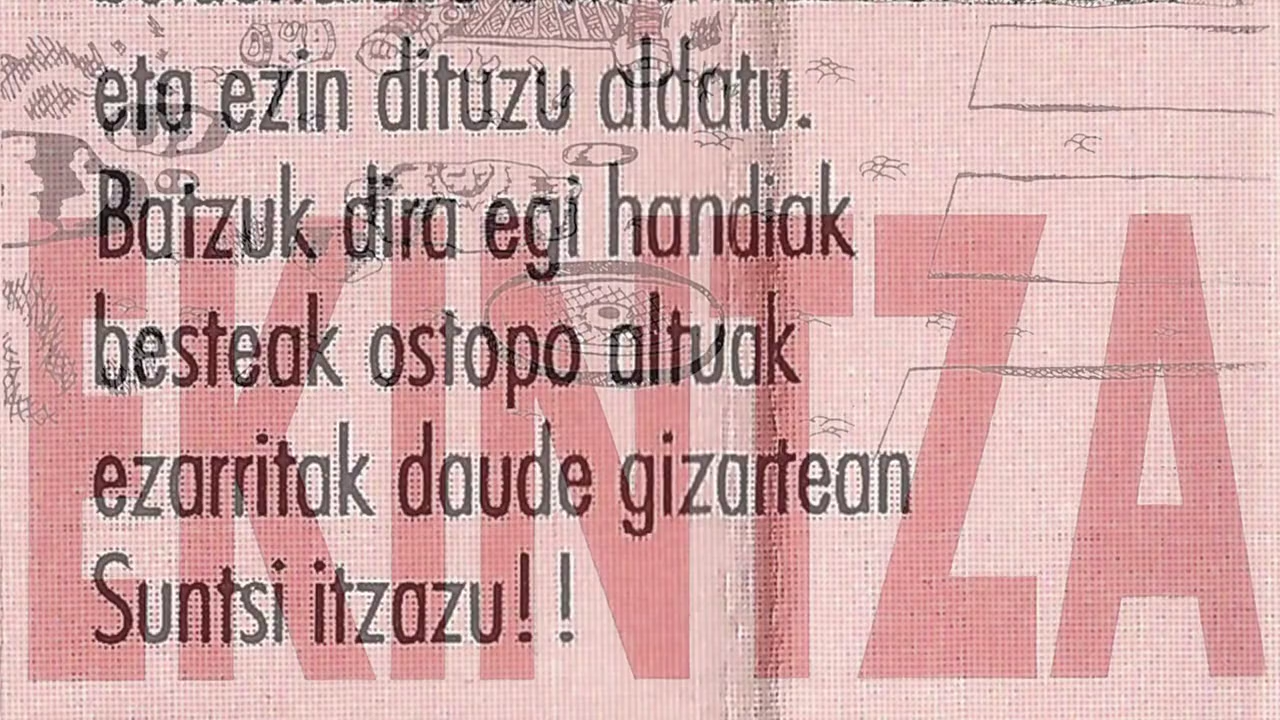 eta ezin dituzu aldatu.
Batzuk dira egi handiak
besteak ostopo altuak
ezarritak daude gizartean
Suntsi itzazu!!
EKINTZA